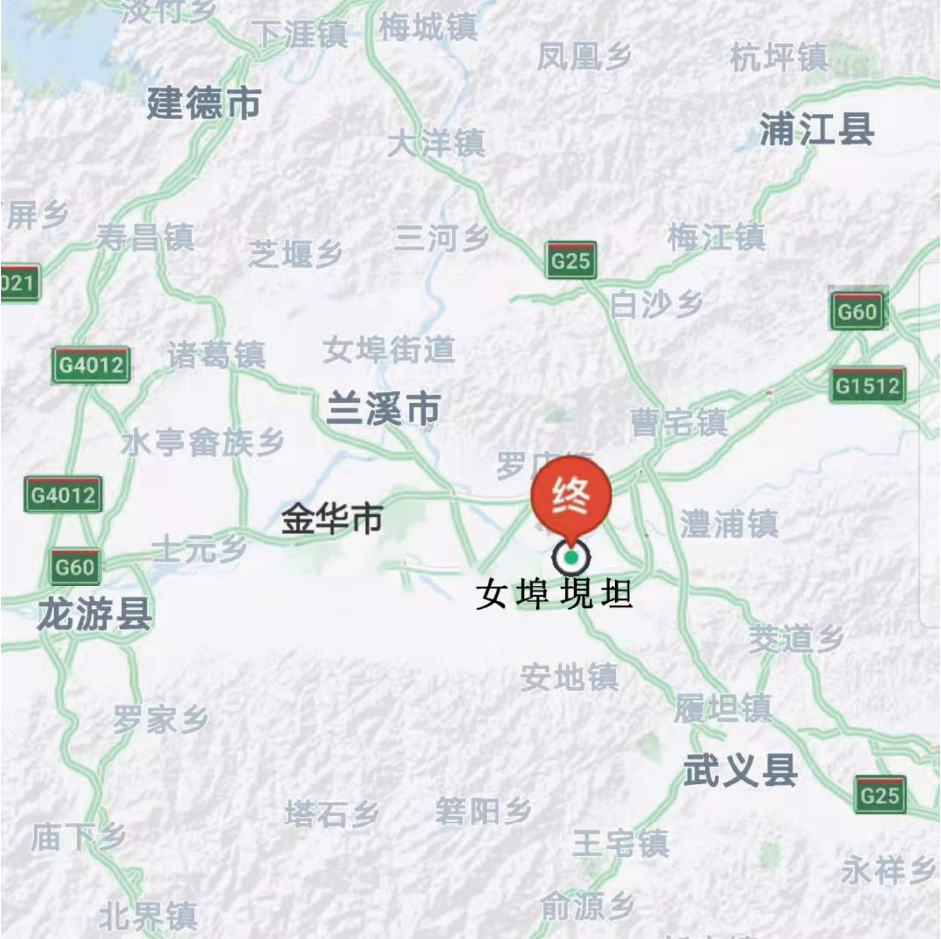 淡竹乡
下涯镇
梅城镇
凤凰乡
杭坪镇
建德市
浦江县
大洋镇
屏乡
寿昌镇
芝堰乡
三河乡
梅江镇
G25
021
白沙乡
G60
女埠街道
诸葛镇
G4012
G1512
兰溪市
曹宅镇
水亭畲族乡
罗店镇
终
G4012
金华市
澧浦镇
士元乡
G60
女埠垷坦
龙游县
茭道乡
安地镇
履坦镇
罗家乡
武义县
G25
塔石乡
箬阳乡
庙下乡
王宅镇
永祥乡
俞源乡
北界镇